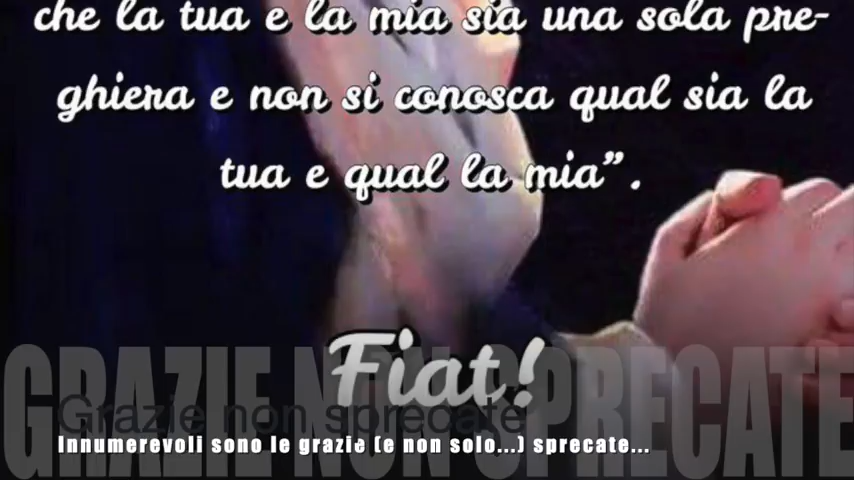 che la tua e la mia sia una sola pre-
ghiera e non si conosca qual sia la
tua e qual la mia”.
Fiat!
GRAZIE NON SPRECATE
Grazie non sprecate
Innumerevoli sono le grazie (e non solo...) sprecate...